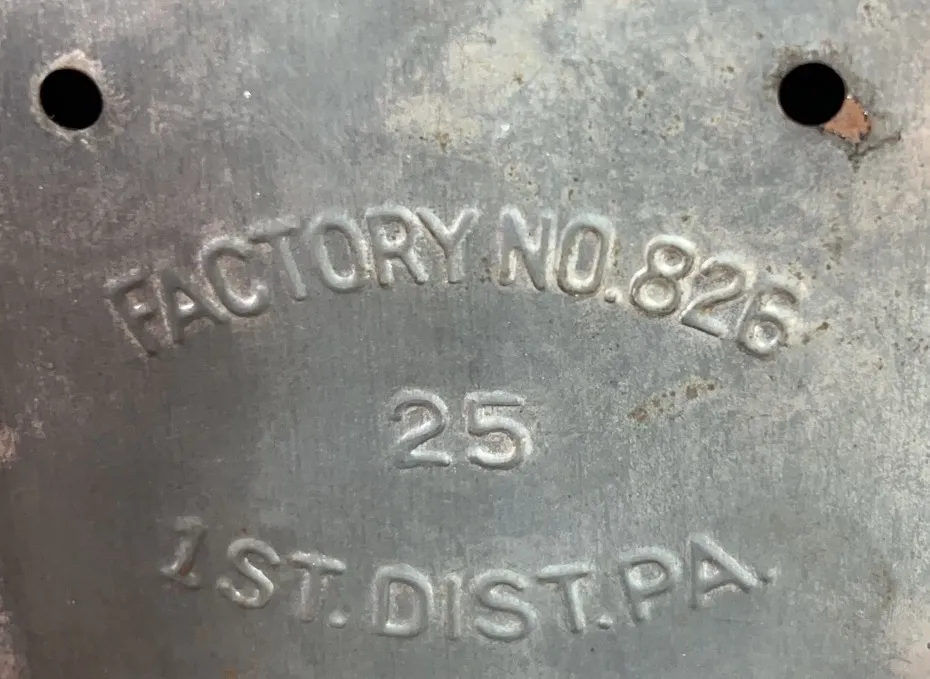 FACTORY NO. 826
25
1ST. DIST. PA.